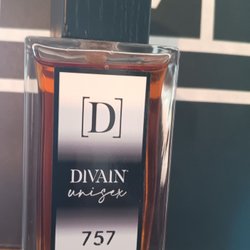 [D]
DIVAIN®
unisex
757